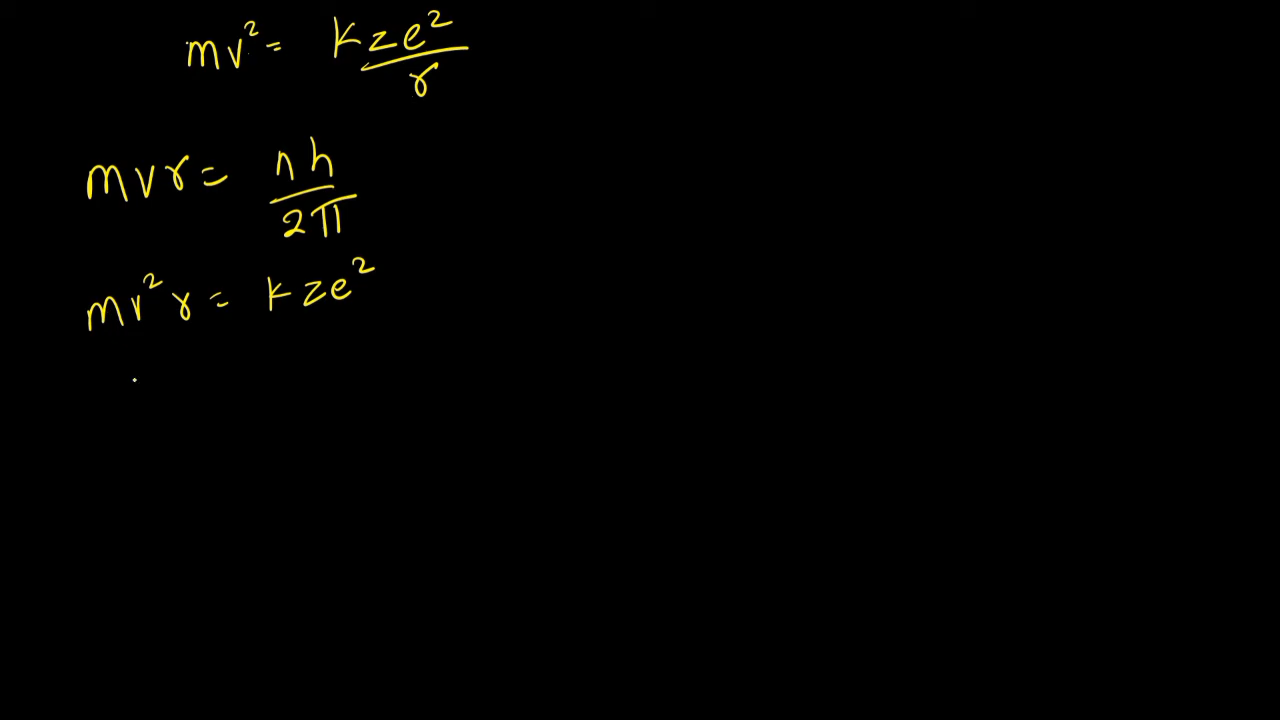 mv² = kze²/r
mvr = nh/2π
mv²r = kze²